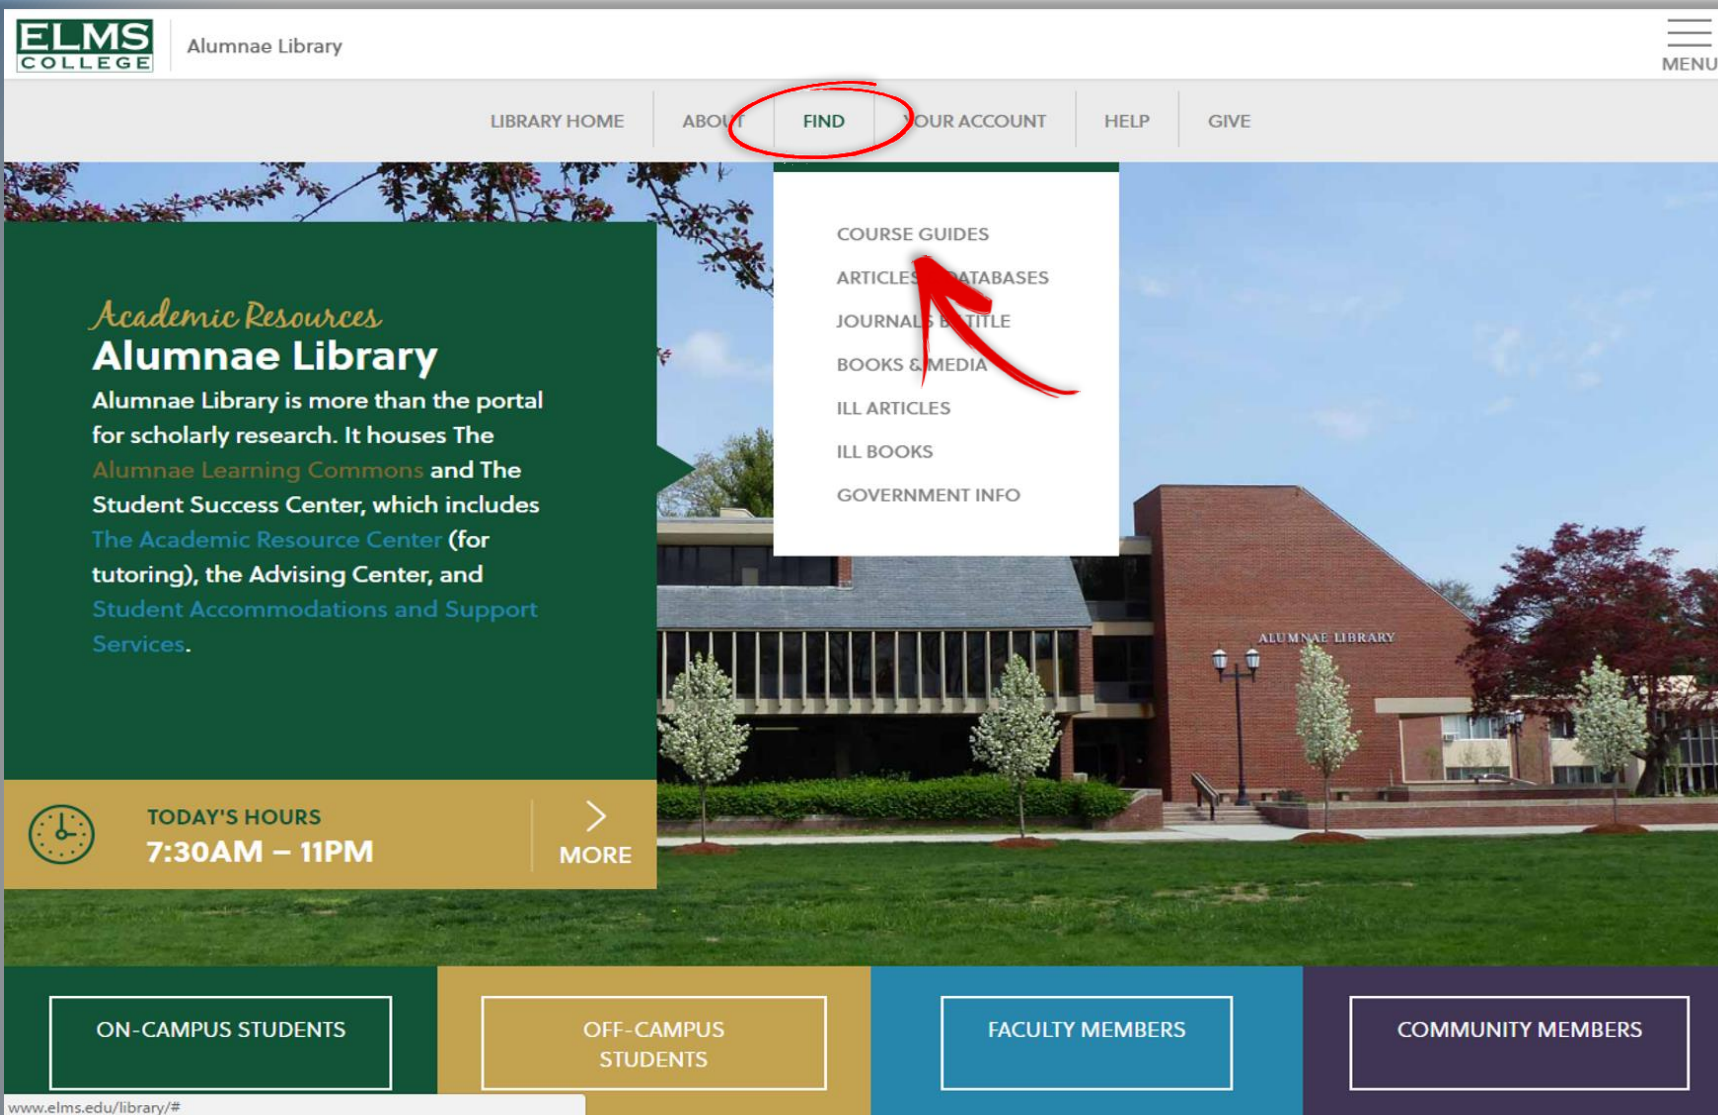 ELMS
COLLEGE
Alumnae Library
MENU
LIBRARY HOME
ABOUT
FIND
YOUR ACCOUNT
HELP
GIVE
COURSE GUIDES
ARTICLES DATABASES
JOURNALS BY TITLE
BOOKS & MEDIA
ILL ARTICLES
ILL BOOKS
GOVERNMENT INFO
Academic Resources
Alumnae Library
Alumnae Library is more than the portal
for scholarly research. It houses The
Alumnae Learning Commons and The
Student Success Center, which includes
The Academic Resource Center (for
tutoring), the Advising Center, and
Student Accommodations and Support
Services.
ALUMNAE LIBRARY
TODAY'S HOURS
7:30AM – 11PM
MORE
ON-CAMPUS STUDENTS
OFF-CAMPUS
STUDENTS
FACULTY MEMBERS
COMMUNITY MEMBERS
www.elms.edu/library/#